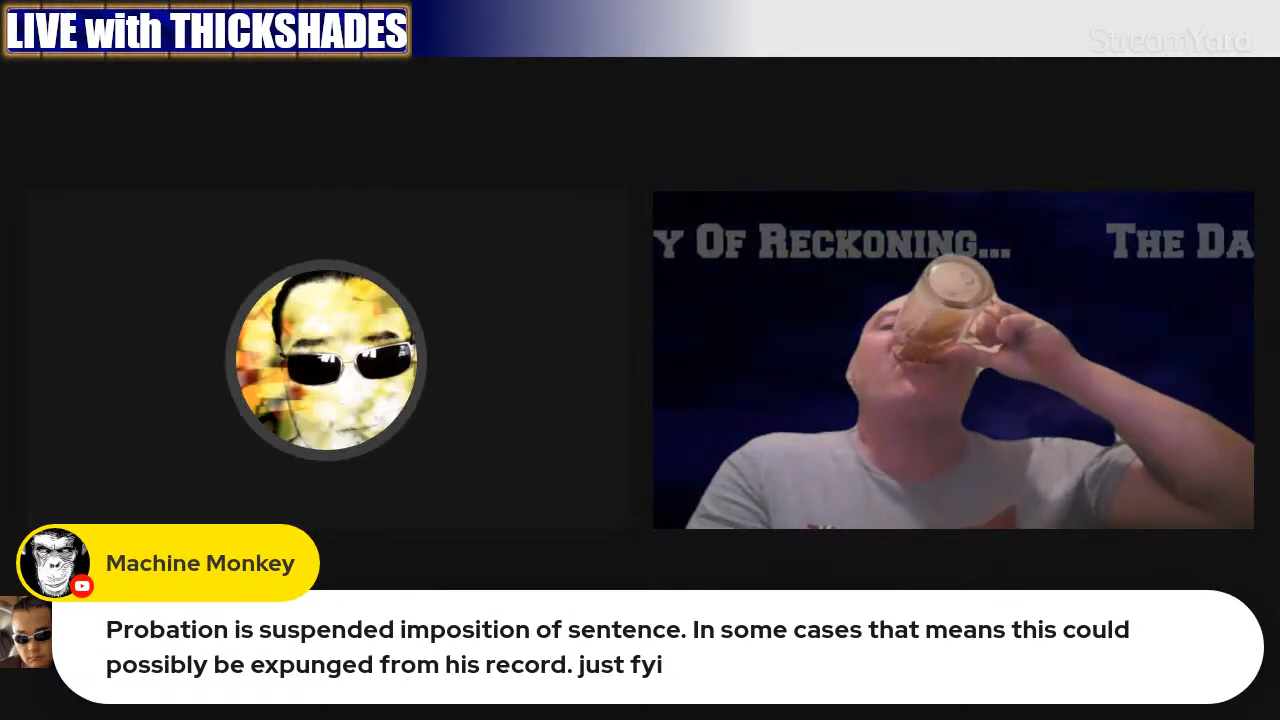 LIVE with THICKSHADES
StreamYard
Y OF RECKONING... THE DA
Machine Monkey
Probation is suspended imposition of sentence. In some cases that means this could
possibly be expunged from his record. just fyi